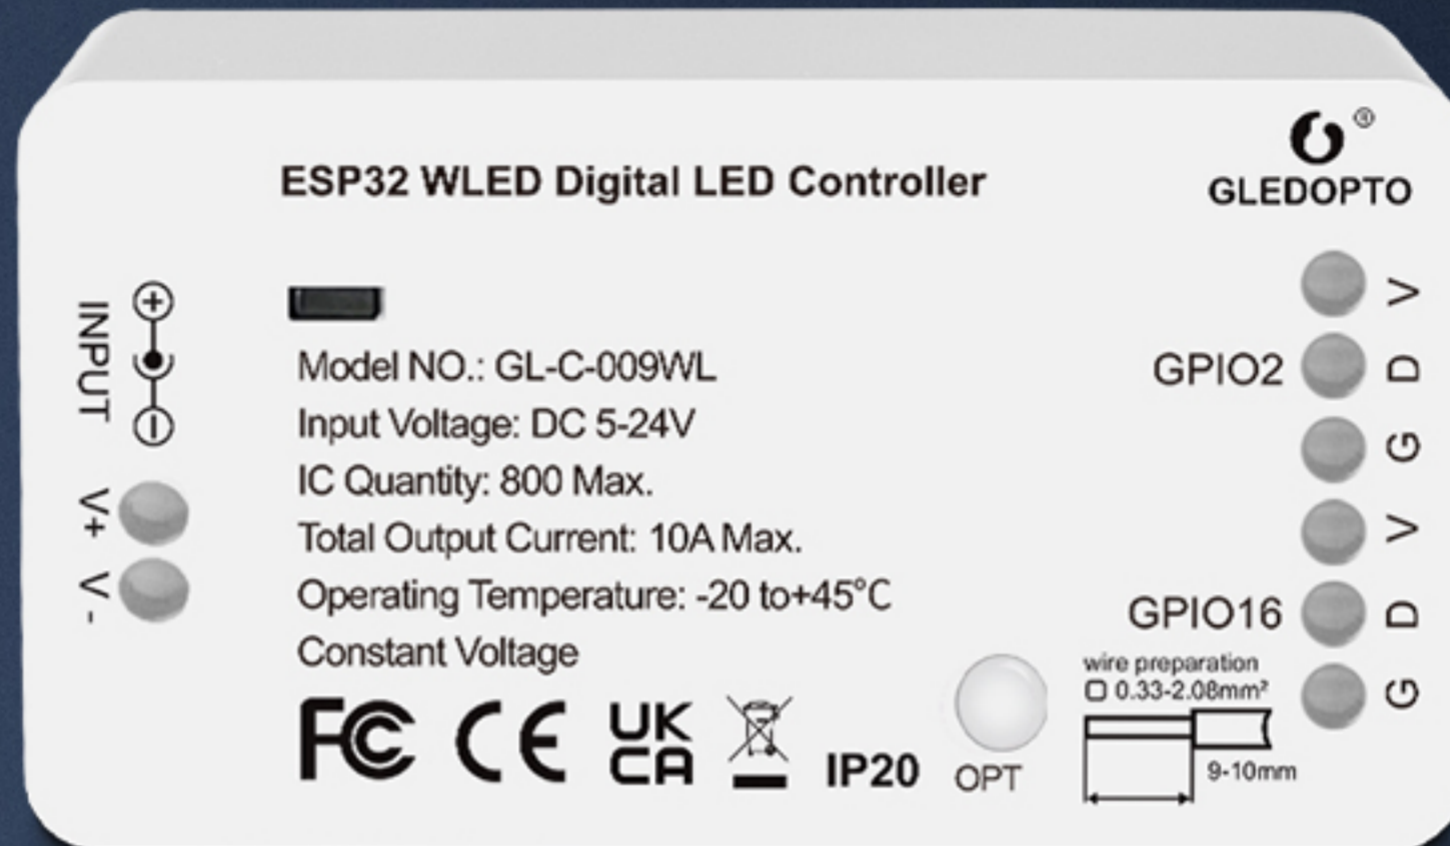 ESP32 WLED Digital LED Controller
®
GLEDOPTO
INPUT
+
-
V+
V-
Model NO.: GL-C-009WL
Input Voltage: DC 5-24V
IC Quantity: 800 Max.
Total Output Current: 10A Max.
Operating Temperature: -20 to+45°C
Constant Voltage
FC CE UK
CA
IP20
OPT
V
GPIO2 D
G
V
GPIO16 D
G
wire preparation
0.33-2.08mm²
9-10mm